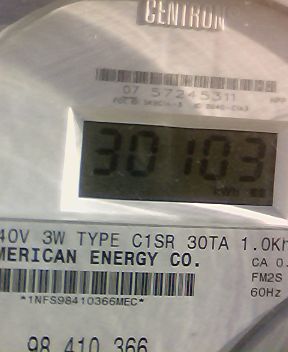 CENTRON
07 57245311
30103
kWh
40V 3W TYPE C1SR 30TA 1.0Kh
MERICAN ENERGY CO.
CA 0.
FM2S
60Hz
*1NFS98410366MEC*
98 410 366